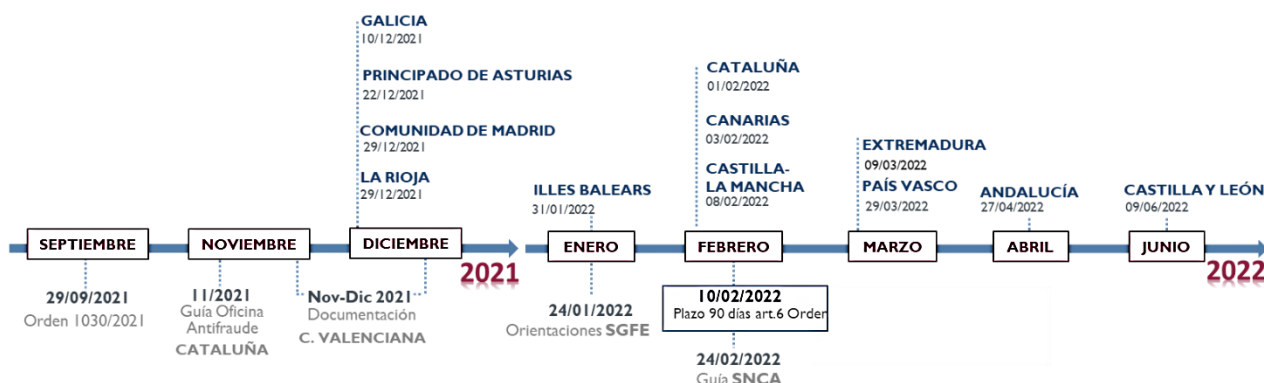 GALICIA
10/12/2021
PRINCIPADO DE ASTURIAS
22/12/2021
COMUNIDAD DE MADRID
29/12/2021
LA RIOJA
29/12/2021
ILLES BALEARS
31/01/2022
CATALUÑA
01/02/2022
CANARIAS
03/02/2022
CASTILLA-
LA MANCHA
08/02/2022
EXTREMADURA
09/03/2022
PAÍS VASCO
29/03/2022
ANDALUCÍA
27/04/2022
CASTILLA Y LEÓN
09/06/2022
SEPTIEMBRE
NOVIEMBRE
DICIEMBRE
2021
ENERO
FEBRERO
MARZO
ABRIL
JUNIO
2022
29/09/2021
Orden 1030/2021
11/2021
Guía Oficina
Antifraude
CATALUÑA
Nov-Dic 2021
Documentación
C. VALENCIANA
24/01/2022
Orientaciones SGFE
10/02/2022
Plazo 90 días art.6 Orden
24/02/2022
Guía SNCA